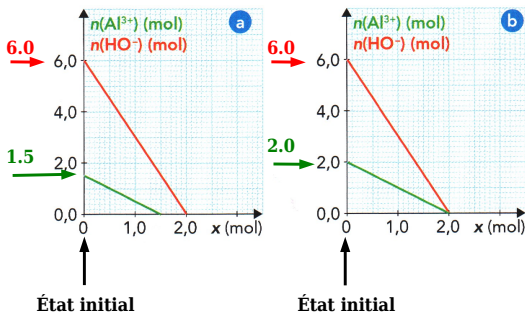 n(Al³⁺) (mol)
n(HO⁻) (mol)
a
6.0
6,0
4,0
1.5
2,0
0,0
0
1,0
2,0
x (mol)
État initial
n(Al³⁺) (mol)
n(HO⁻) (mol)
b
6.0
6,0
4,0
2.0
2,0
0,0
0
1,0
2,0
x (mol)
État initial